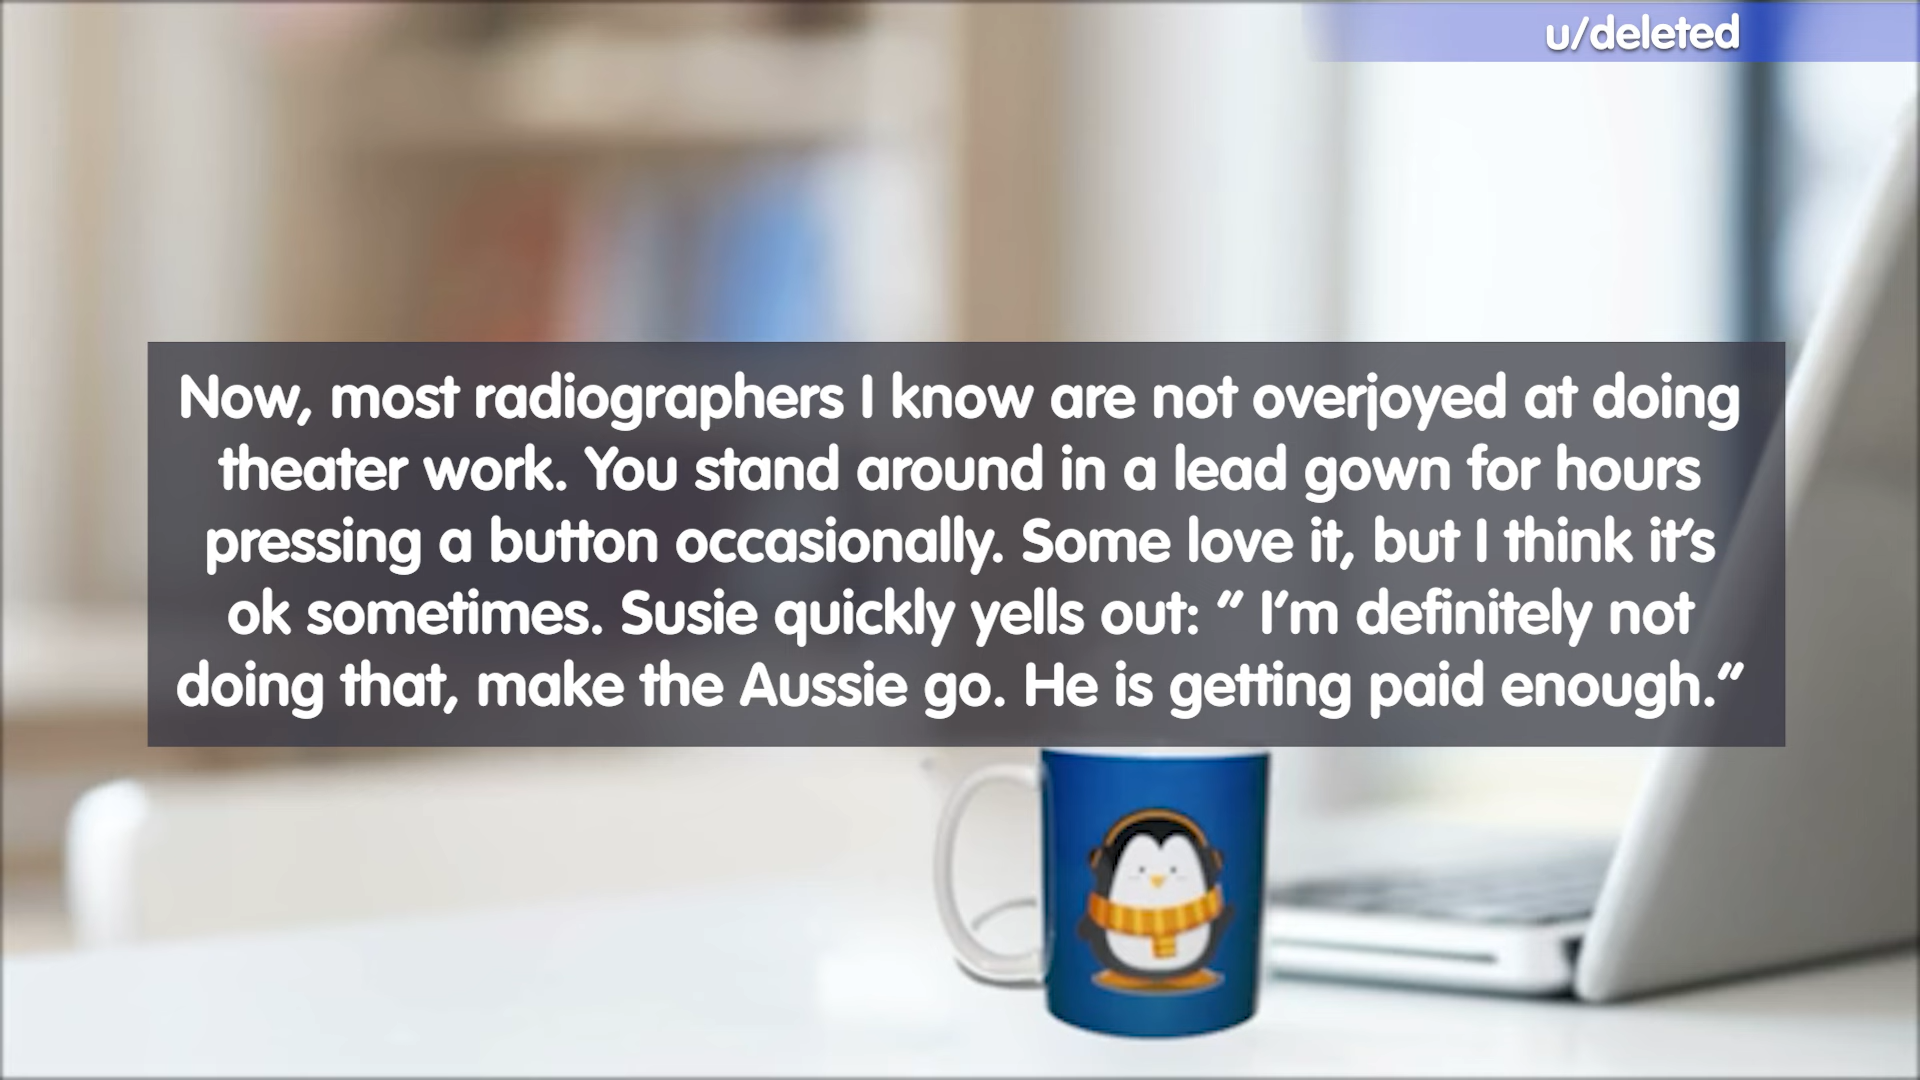 u/deleted
Now, most radiographers I know are not overjoyed at doing
theater work. You stand around in a lead gown for hours
pressing a button occasionally. Some love it, but I think it's
ok sometimes. Susie quickly yells out: " I'm definitely not
doing that, make the Aussie go. He is getting paid enough."